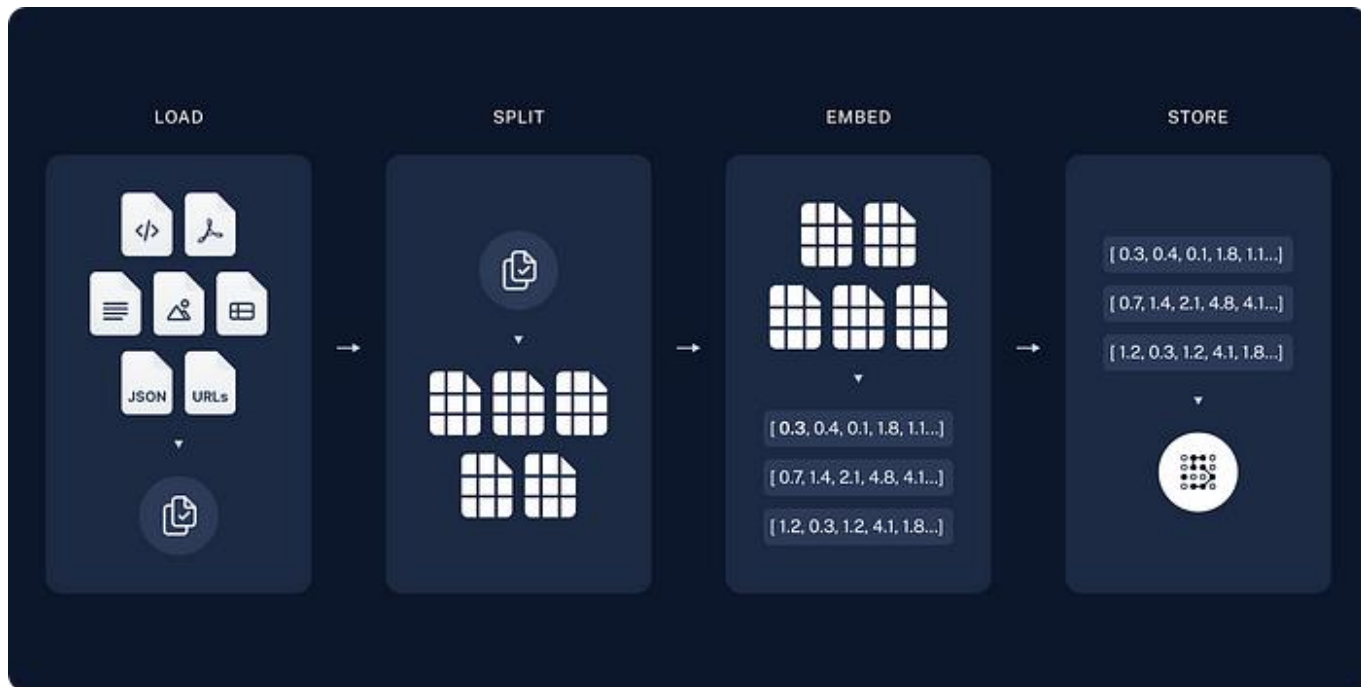 LOAD
SPLIT
EMBED
STORE
</>
JSON
URLs
[ 0.3, 0.4, 0.1, 1.8, 1.1...]
[ 0.7, 1.4, 2.1, 4.8, 4.1...]
[ 1.2, 0.3, 1.2, 4.1, 1.8...]
[ 0.3, 0.4, 0.1, 1.8, 1.1...]
[ 0.7, 1.4, 2.1, 4.8, 4.1...]
[ 1.2, 0.3, 1.2, 4.1, 1.8...]